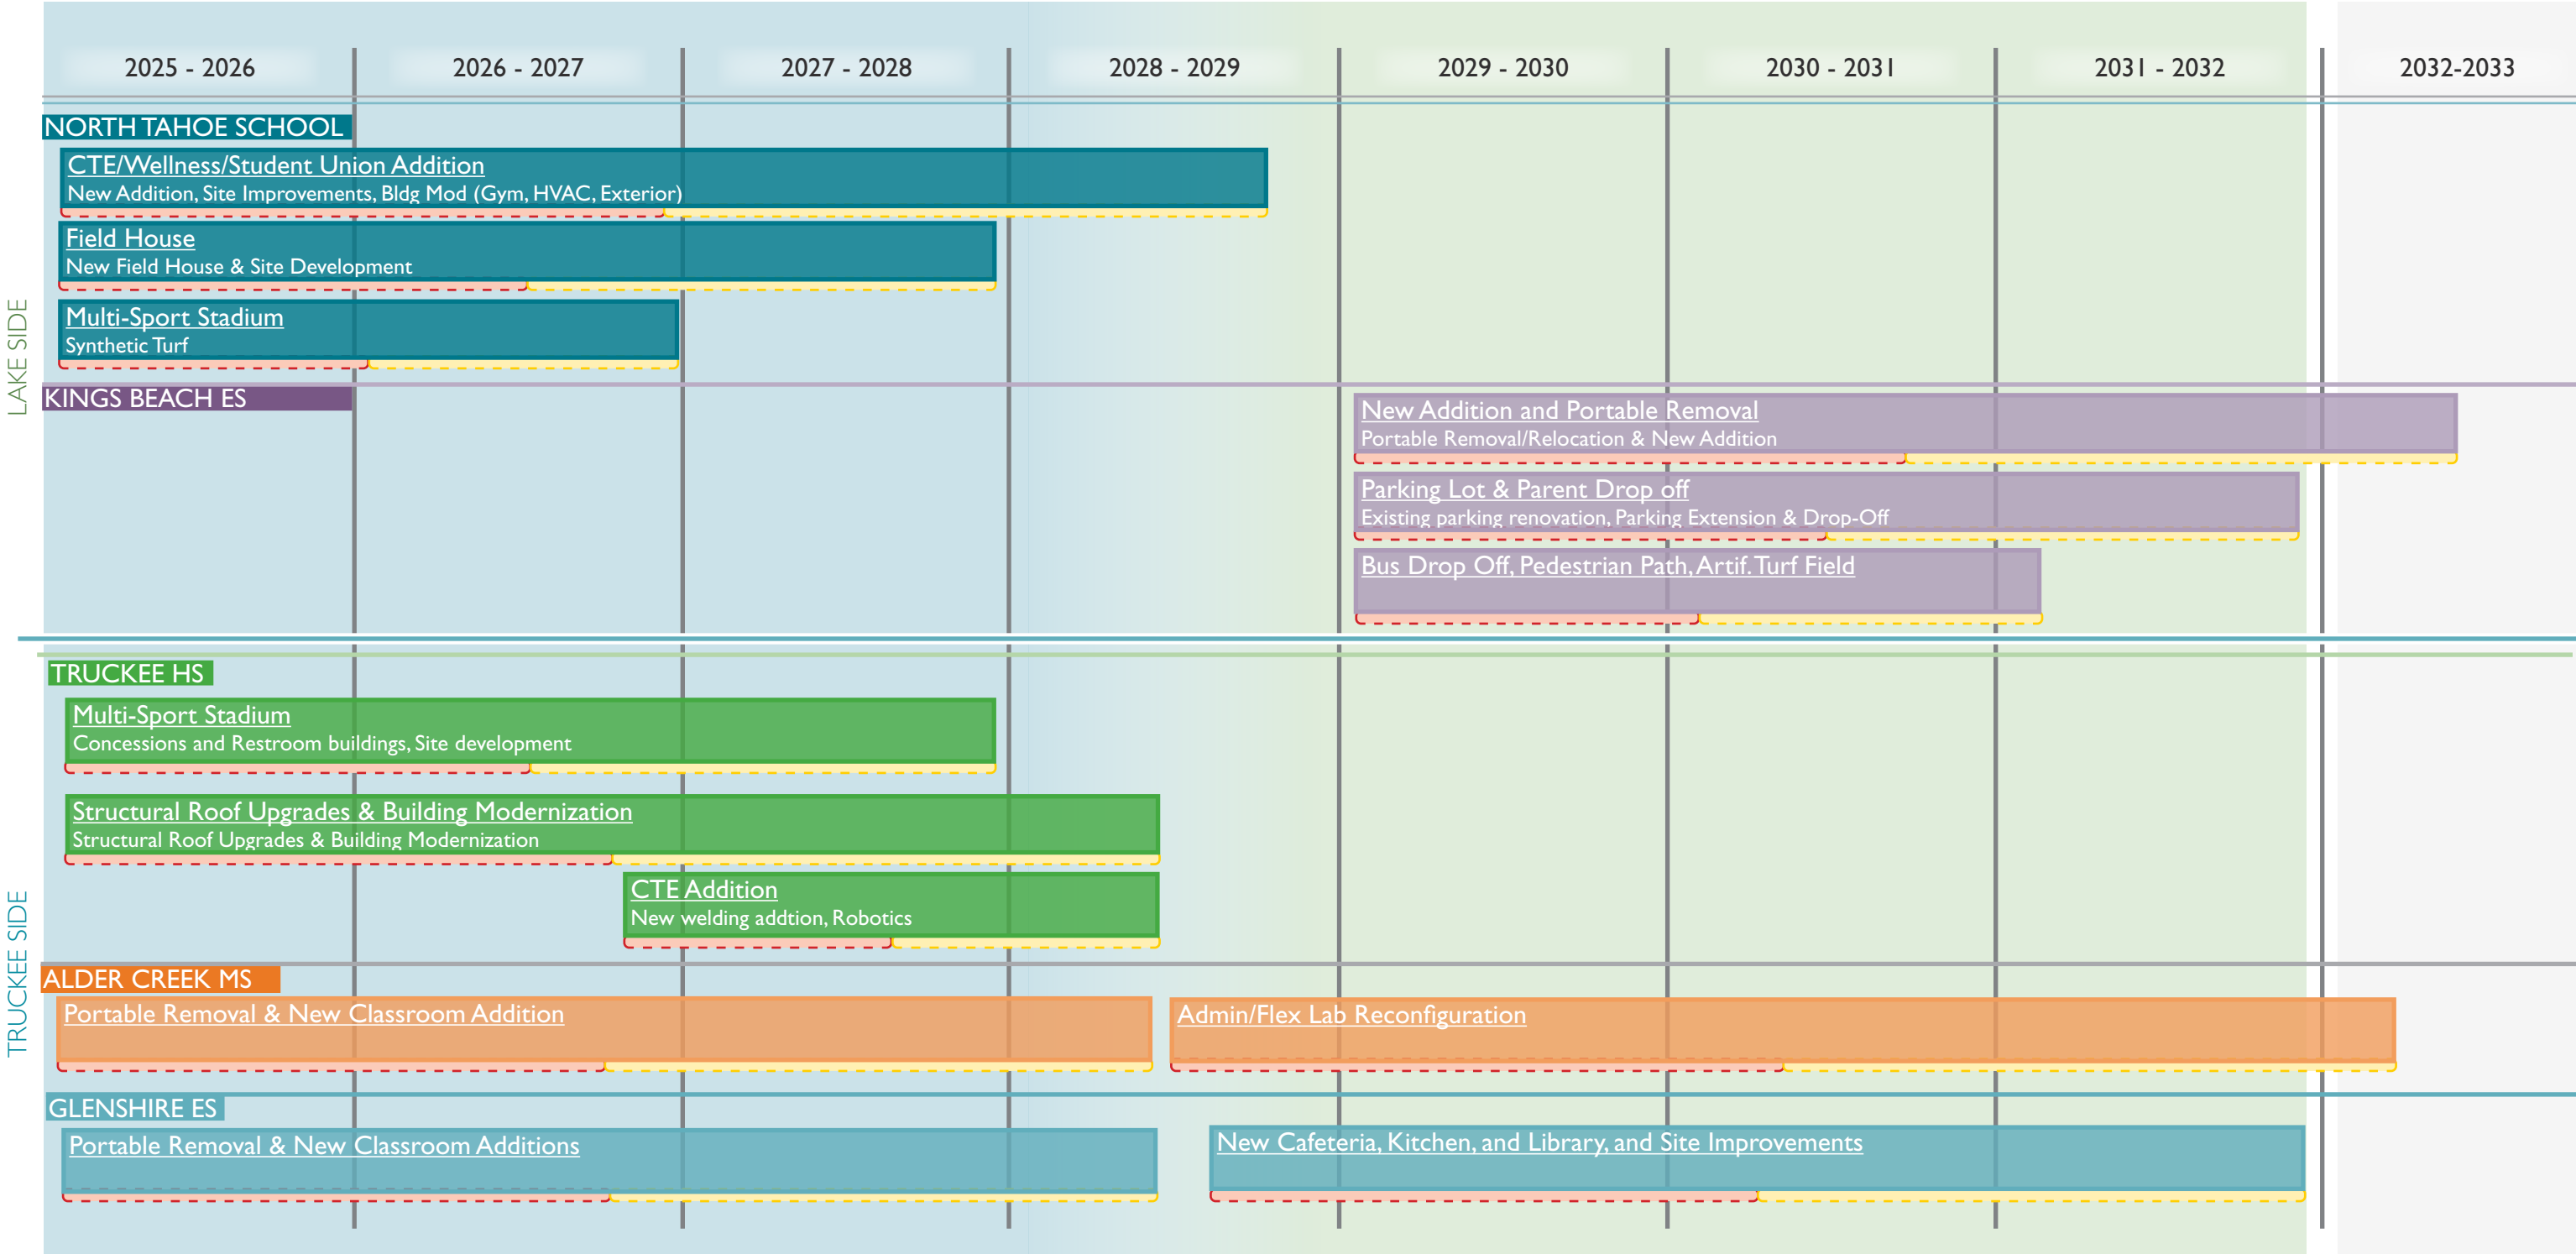 2025 - 2026
2026 - 2027
2027 - 2028
2028 - 2029
2029 - 2030
2030 - 2031
2031 - 2032
2032-2033
LAKE SIDE
NORTH TAHOE SCHOOL
CTE/Wellness/Student Union Addition
New Addition, Site Improvements, Bldg Mod (Gym, HVAC, Exterior)
Field House
New Field House & Site Development
Multi-Sport Stadium
Synthetic Turf
KINGS BEACH ES
New Addition and Portable Removal
Portable Removal/Relocation & New Addition
Parking Lot & Parent Drop off
Existing parking renovation, Parking Extension & Drop-Off
Bus Drop Off, Pedestrian Path, Artif. Turf Field
TRUCKEE SIDE
TRUCKEE HS
Multi-Sport Stadium
Concessions and Restroom buildings, Site development
Structural Roof Upgrades & Building Modernization
Structural Roof Upgrades & Building Modernization
CTE Addition
New welding addtion, Robotics
ALDER CREEK MS
Portable Removal & New Classroom Addition
Admin/Flex Lab Reconfiguration
GLENSHIRE ES
Portable Removal & New Classroom Additions
New Cafeteria, Kitchen, and Library, and Site Improvements